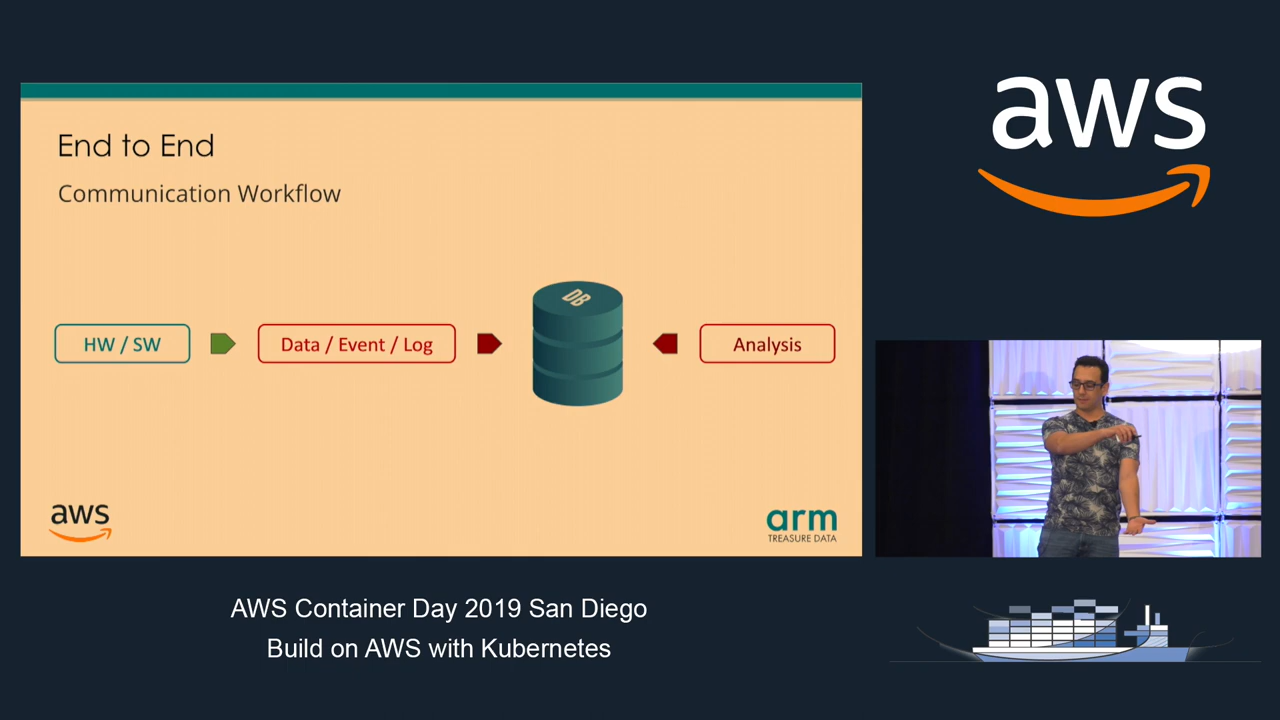 End to End
Communication Workflow
HW / SW
Data / Event / Log
DB
Analysis
aws
arm
TREASURE DATA
aws
AWS Container Day 2019 San Diego
Build on AWS with Kubernetes